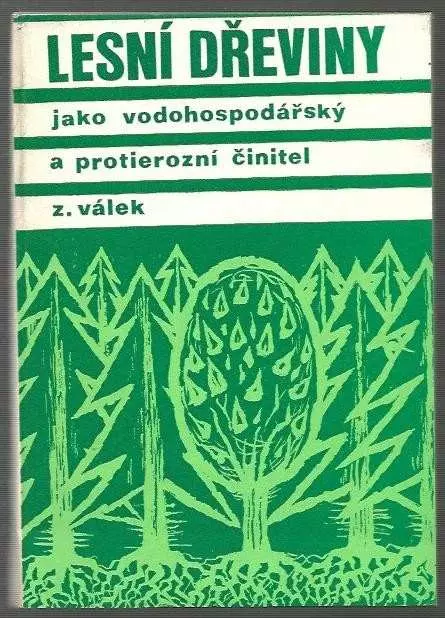 LESNÍ DŘEVINY
jako vodohospodářský
a protierozní činitel
z. válek